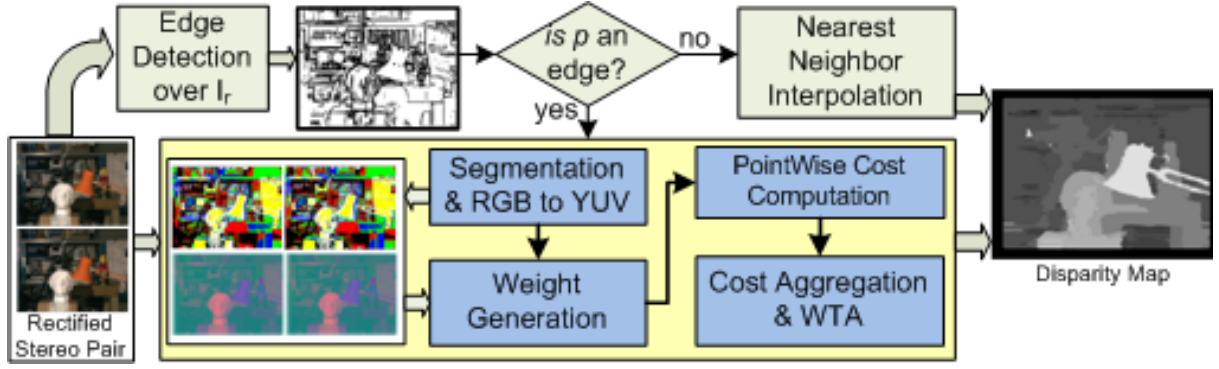 Edge
Detection
over Ir
is p an
edge?
no
yes
Nearest
Neighbor
Interpolation
Rectified
Stereo Pair
Segmentation
& RGB to YUV
Weight
Generation
PointWise Cost
Computation
Cost Aggregation
& WTA
Disparity Map